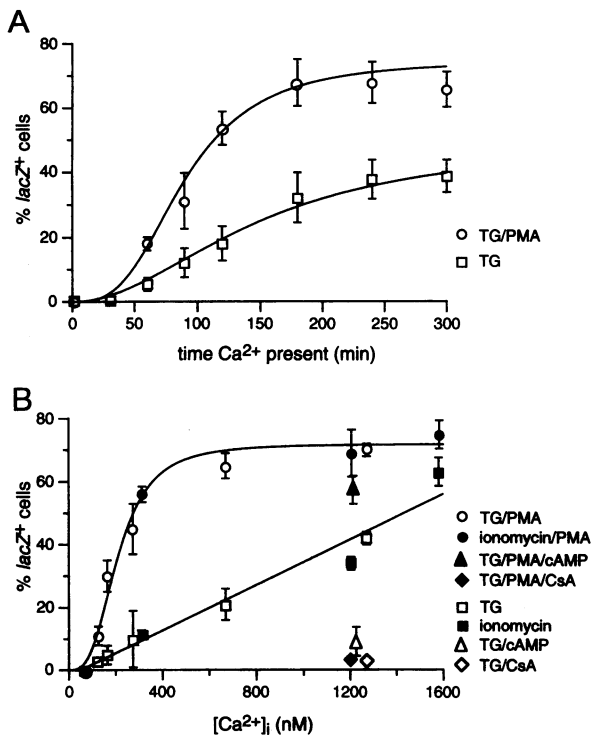 A
80
60
40
20
0
% lacZ+ cells
0 50 100 150 200 250 300
time Ca2+ present (min)
TG/PMA
TG
B
80
60
40
20
0
% lacZ+ cells
0 400 800 1200 1600
[Ca2+]i (nM)
TG/PMA
ionomycin/PMA
TG/PMA/cAMP
TG/PMA/CsA
TG
ionomycin
TG/cAMP
TG/CsA